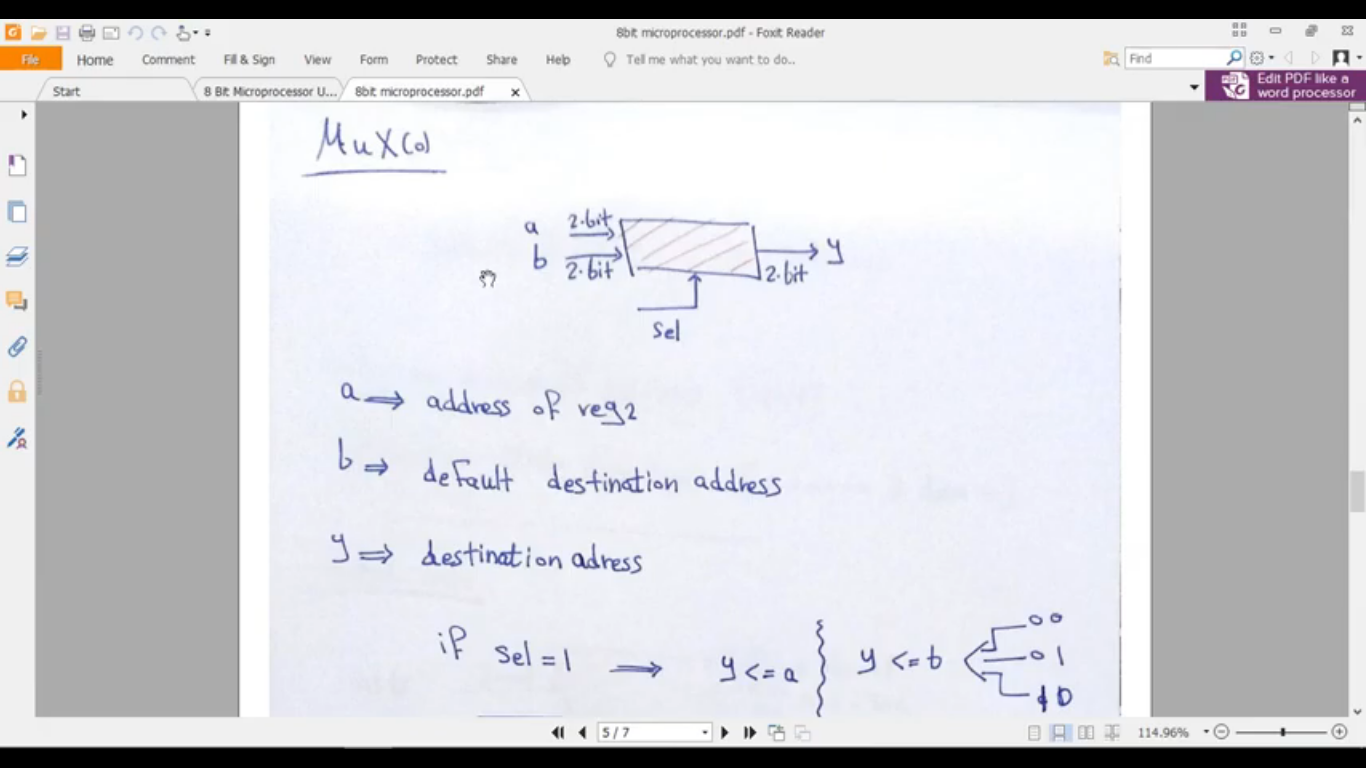 8bit microprocessor.pdf - Foxit Reader
File Home Comment Fill & Sign View Form Protect Share Help Tell me what you want to do.. Find
Edit PDF like a
word processor
Start 8 Bit Microprocessor U... 8bit microprocessor.pdf
MuX(0)
a 2.bit
b 2.bit
y
2.bit
Sel
a ⟹ address of reg2
b ⟹ default destination address
y ⟹ destination adress
if Sel = 1 ⟹ y <= a } y <= b
00
01
10
5 / 7 114.96%